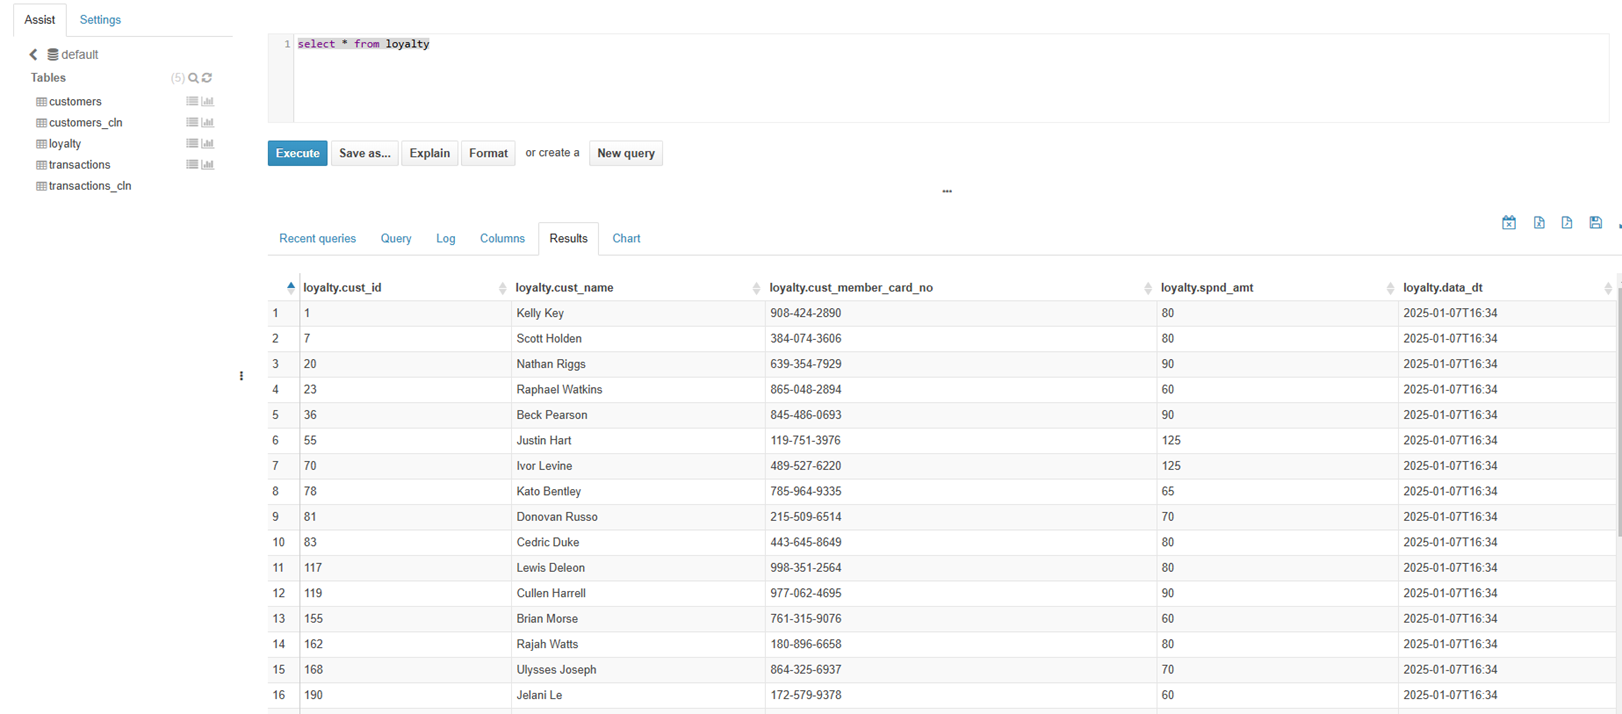 Assist Settings
default
Tables (5)
customers
customers_cln
loyalty
transactions
transactions_cln
1 select * from loyalty
Execute Save as... Explain Format or create a New query
...
Recent queries Query Log Columns Results Chart
loyalty.cust_id loyalty.cust_name loyalty.cust_member_card_no loyalty.spnd_amt loyalty.data_dt
1 1 Kelly Key 908-424-2890 80 2025-01-07T16:34
2 7 Scott Holden 384-074-3606 80 2025-01-07T16:34
3 20 Nathan Riggs 639-354-7929 90 2025-01-07T16:34
4 23 Raphael Watkins 865-048-2894 60 2025-01-07T16:34
5 36 Beck Pearson 845-486-0693 90 2025-01-07T16:34
6 55 Justin Hart 119-751-3976 125 2025-01-07T16:34
7 70 Ivor Levine 489-527-6220 125 2025-01-07T16:34
8 78 Kato Bentley 785-964-9335 65 2025-01-07T16:34
9 81 Donovan Russo 215-509-6514 70 2025-01-07T16:34
10 83 Cedric Duke 443-645-8649 80 2025-01-07T16:34
11 117 Lewis Deleon 998-351-2564 80 2025-01-07T16:34
12 119 Cullen Harrell 977-062-4695 90 2025-01-07T16:34
13 155 Brian Morse 761-315-9076 60 2025-01-07T16:34
14 162 Rajah Watts 180-896-6658 80 2025-01-07T16:34
15 168 Ulysses Joseph 864-325-6937 70 2025-01-07T16:34
16 190 Jelani Le 172-579-9378 60 2025-01-07T16:34